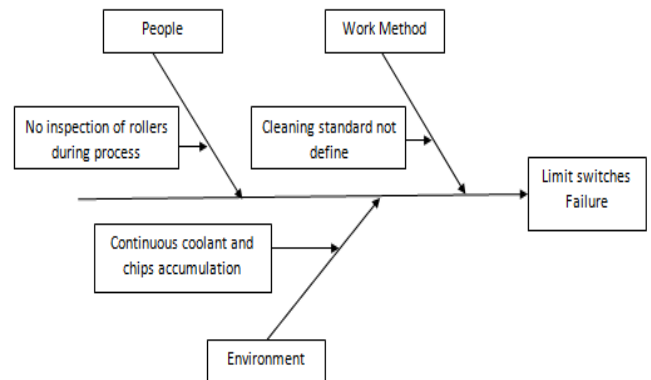 People
Work Method
No inspection of rollers
during process
Cleaning standard not
define
Limit switches
Failure
Continuous coolant and
chips accumulation
Environment